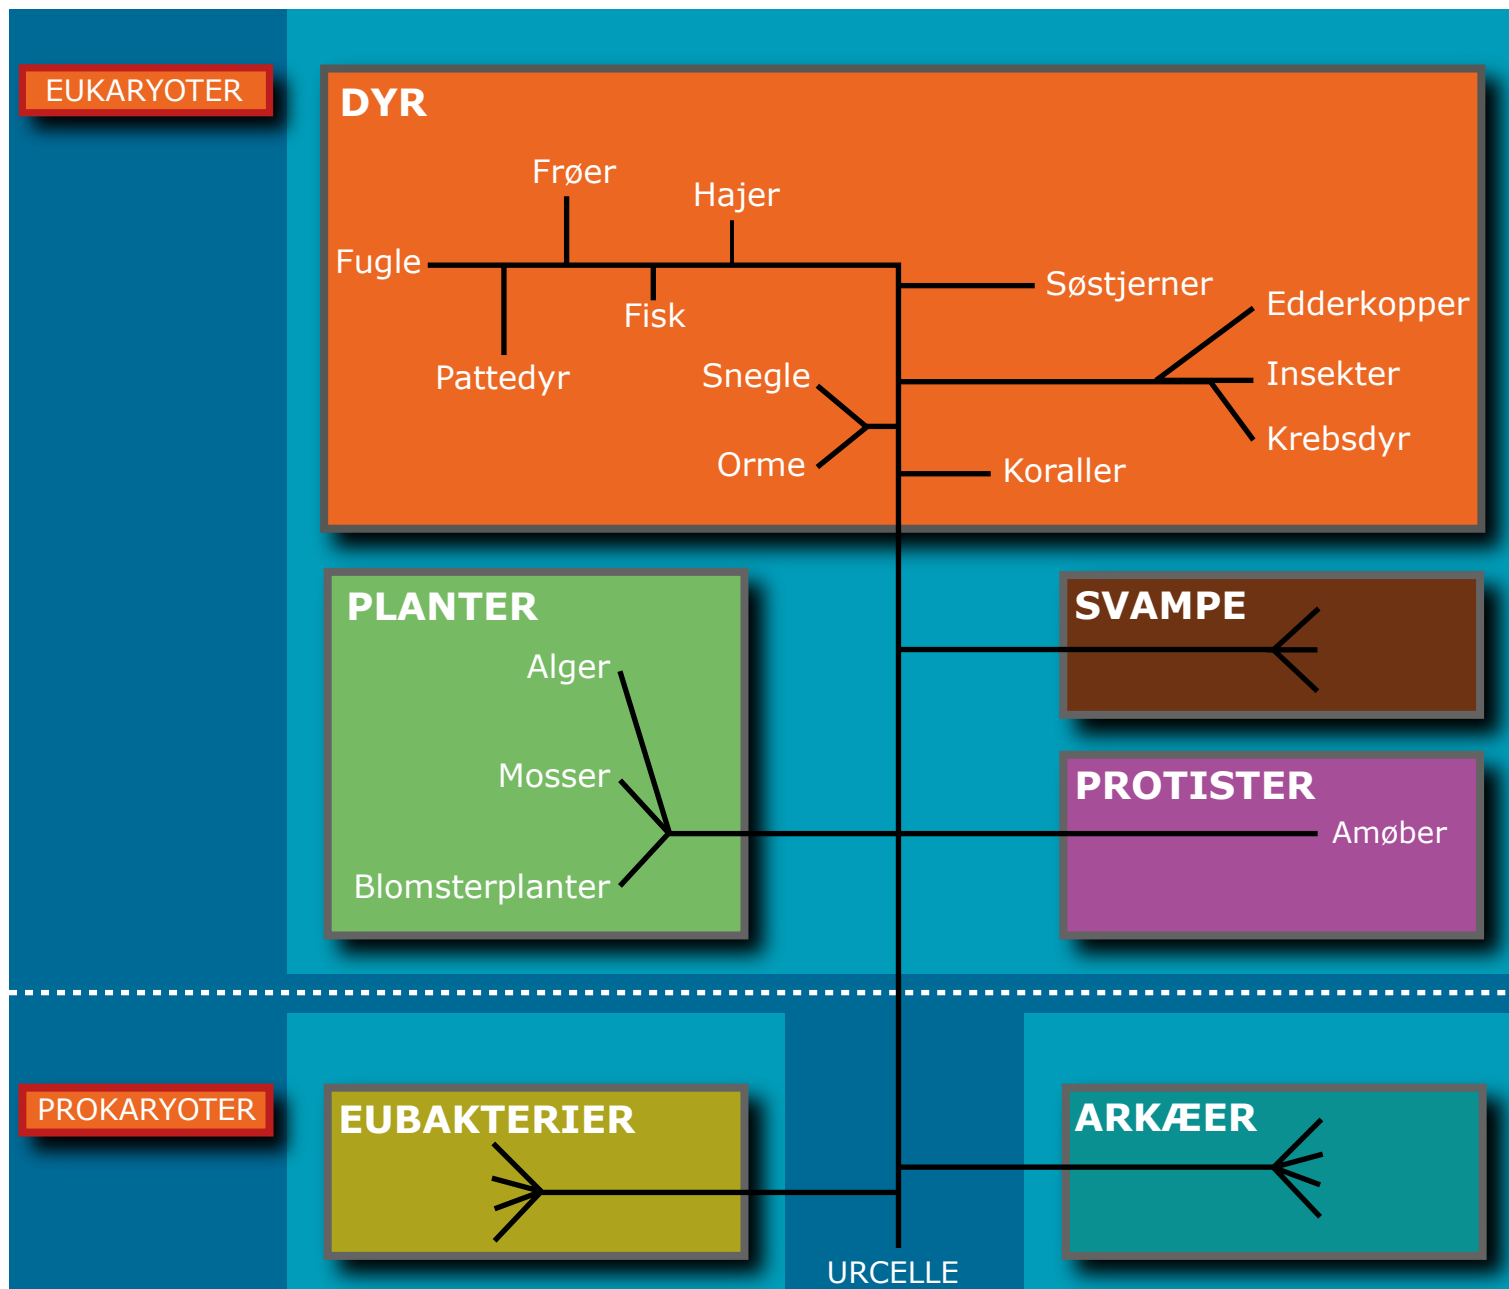 EUKARYOTER
DYR
Frøer
Hajer
Fugle
Søstjerner
Edderkopper
Fisk
Pattedyr
Snegle
Insekter
Orme
Krebsdyr
Koraller
PLANTER
SVAMPE
Alger
Mosser
PROTISTER
Amøber
Blomsterplanter
PROKARYOTER
EUBAKTERIER
ARKÆER
URCELLE